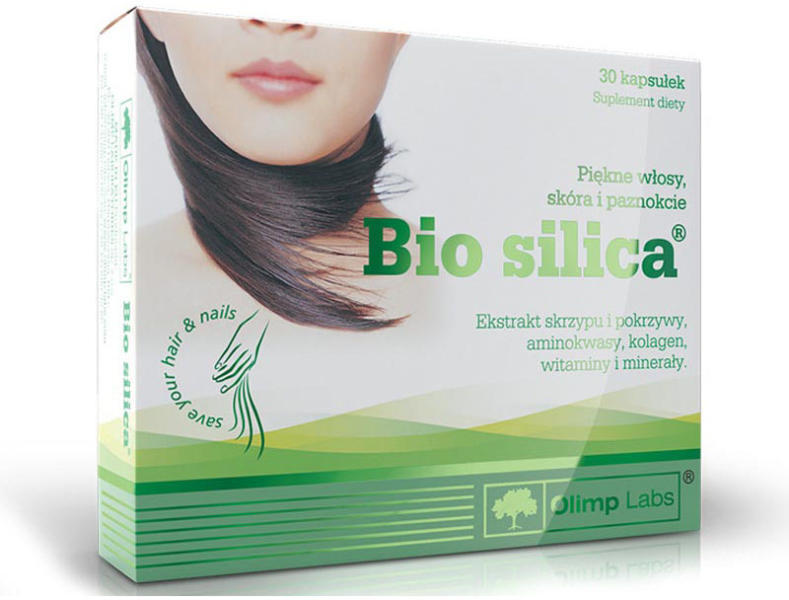 30 kapsułek
Suplement diety
Piękne włosy,
skóra i paznokcie
Bio silica®
Ekstrakt skrzypu i pokrzywy,
aminokwasy, kolagen,
witaminy i minerały.
save your hair & nails
Olimp Labs®
Olimp Labs®
Bio silica®